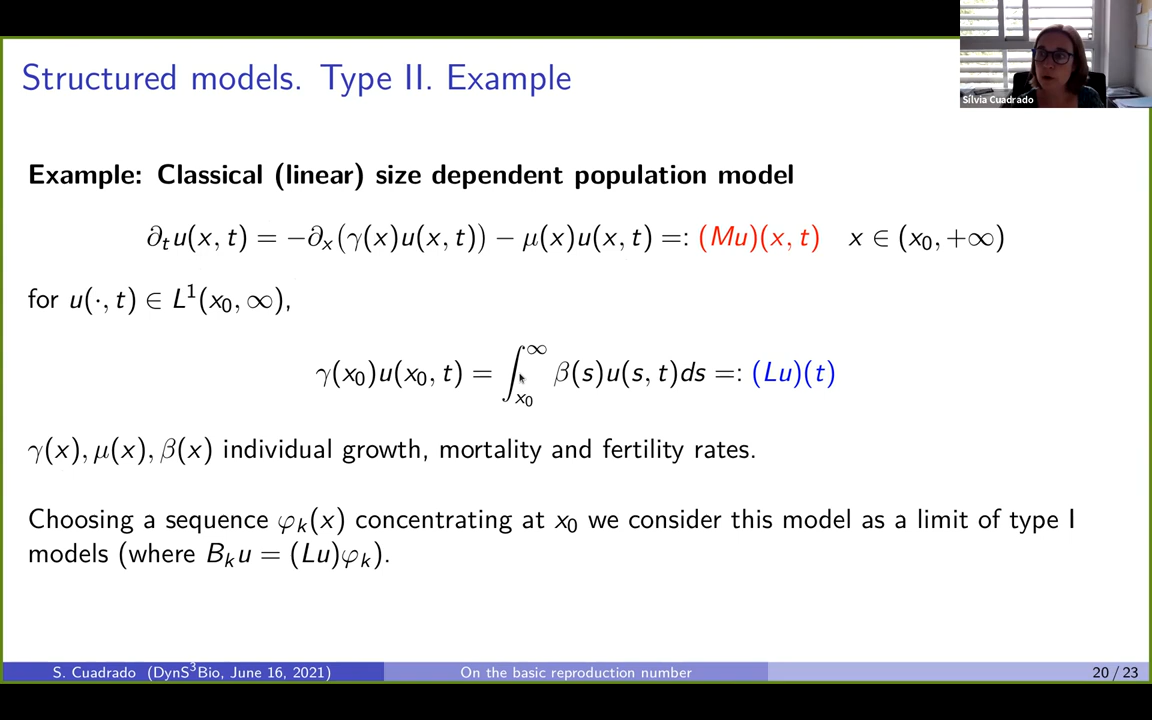 Structured models. Type II. Example
Sílvia Cuadrado
Example: Classical (linear) size dependent population model
∂ₜu(x, t) = −∂ₓ(γ(x)u(x, t)) − μ(x)u(x, t) =: (Mu)(x, t) x ∈ (x₀, +∞)
for u(·, t) ∈ L¹(x₀, ∞),
γ(x₀)u(x₀, t) = ∫_{x₀}^{∞} β(s)u(s, t)ds =: (Lu)(t)
γ(x), μ(x), β(x) individual growth, mortality and fertility rates.
Choosing a sequence φₖ(x) concentrating at x₀ we consider this model as a limit of type I
models (where Bₖu = (Lu)φₖ).
S. Cuadrado (DynS³Bio, June 16, 2021) On the basic reproduction number 20 / 23